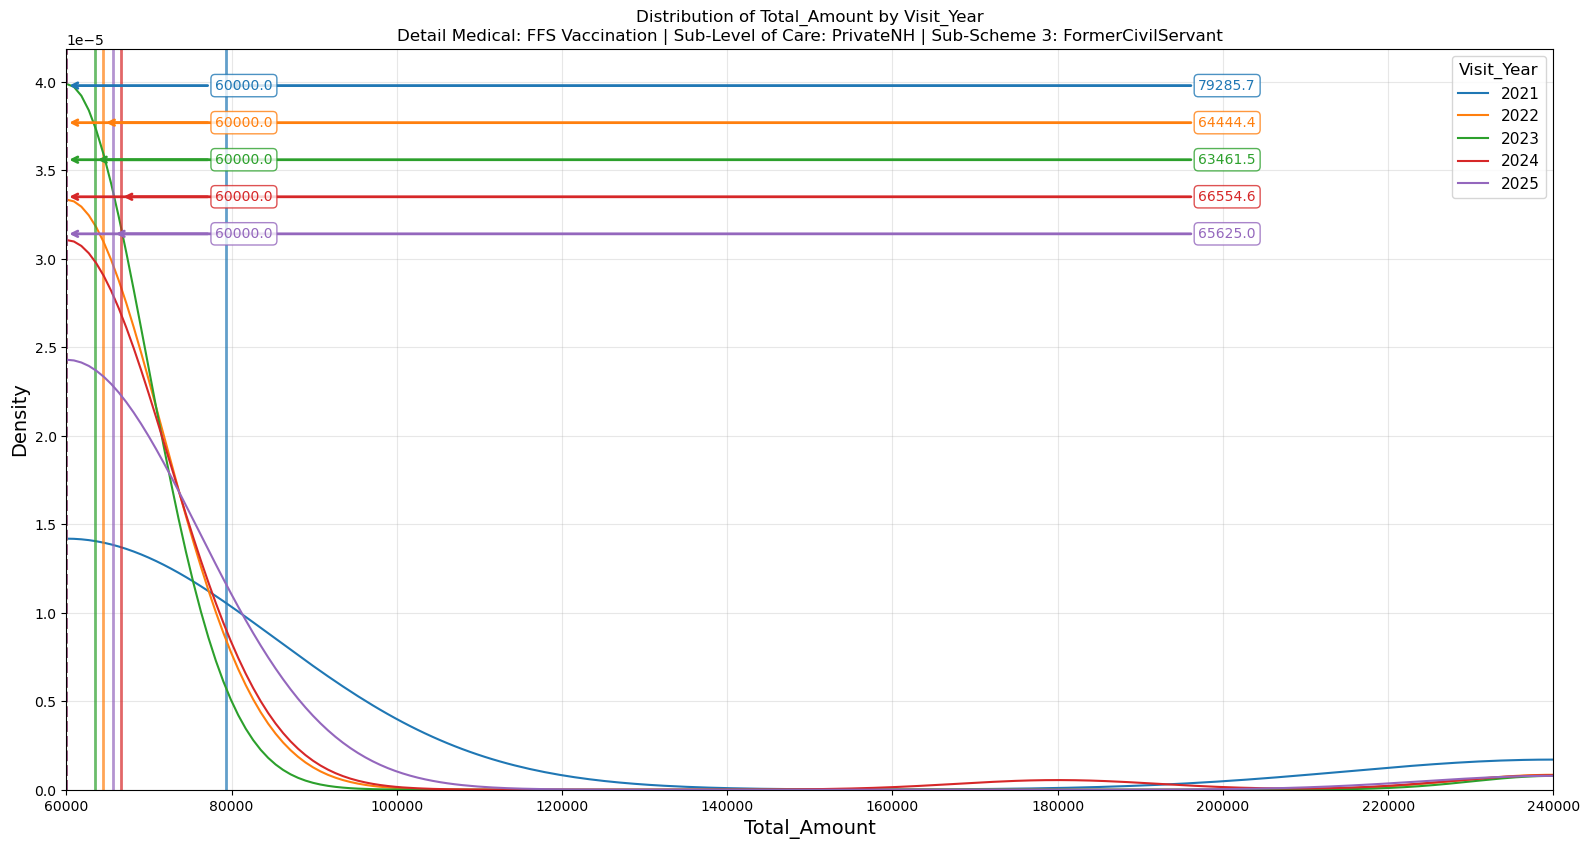 Distribution of Total_Amount by Visit_Year
Detail Medical: FFS Vaccination | Sub-Level of Care: PrivateNH | Sub-Scheme 3: FormerCivilServant
1e−5
Visit_Year
2021
2022
2023
2024
2025
60000.0 79285.7
60000.0 64444.4
60000.0 63461.5
60000.0 66554.6
60000.0 65625.0
4.0
3.5
3.0
2.5
2.0
1.5
1.0
0.5
0.0
Density
60000 80000 100000 120000 140000 160000 180000 200000 220000 240000
Total_Amount